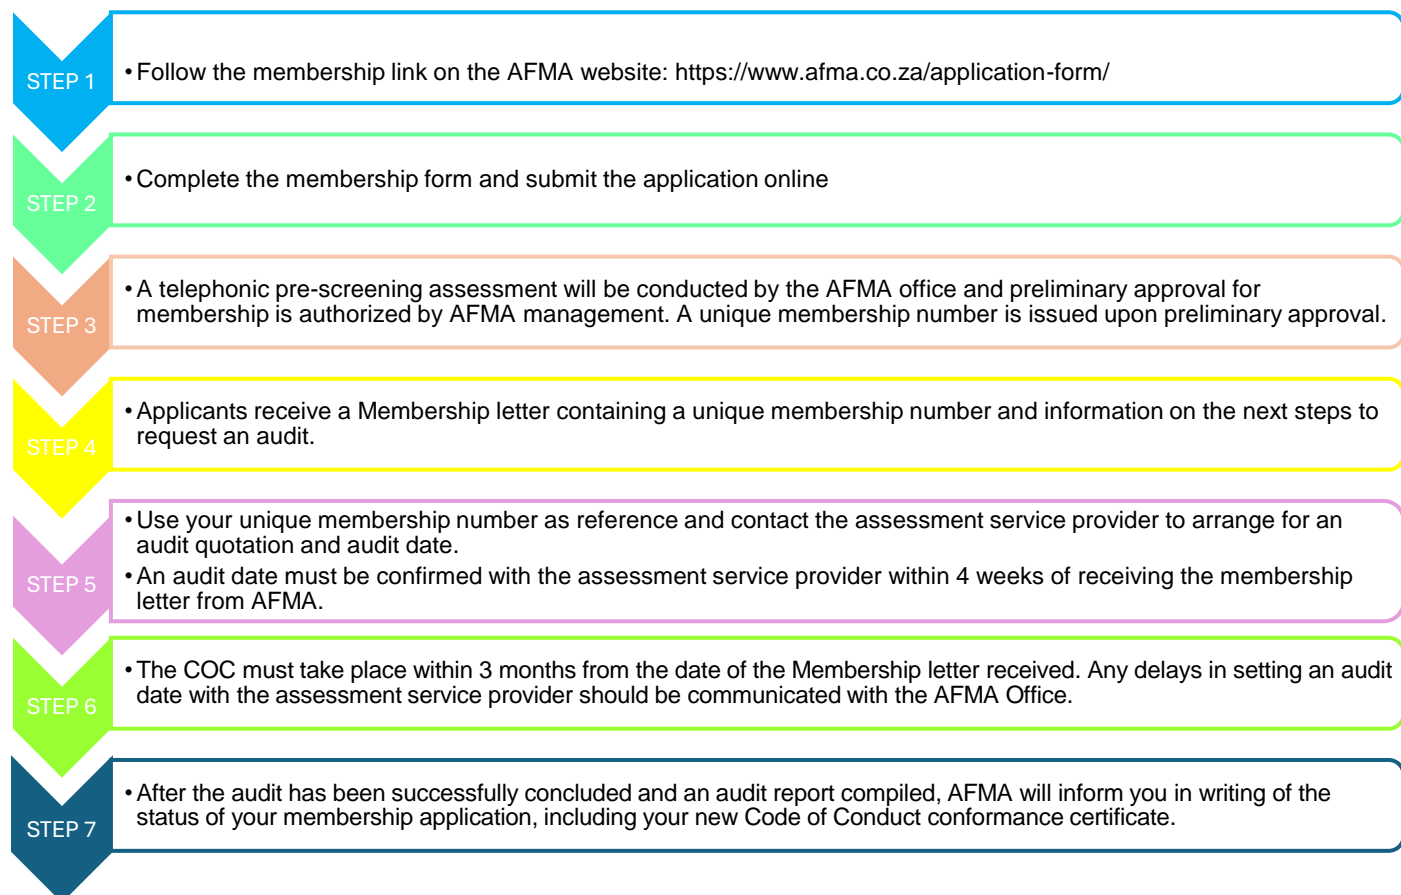 STEP 1
•Follow the membership link on the AFMA website: https://www.afma.co.za/application-form/
STEP 2
•Complete the membership form and submit the application online
STEP 3
•A telephonic pre-screening assessment will be conducted by the AFMA office and preliminary approval for
membership is authorized by AFMA management. A unique membership number is issued upon preliminary approval.
STEP 4
•Applicants receive a Membership letter containing a unique membership number and information on the next steps to
request an audit.
STEP 5
•Use your unique membership number as reference and contact the assessment service provider to arrange for an
audit quotation and audit date.
•An audit date must be confirmed with the assessment service provider within 4 weeks of receiving the membership
letter from AFMA.
STEP 6
•The COC must take place within 3 months from the date of the Membership letter received. Any delays in setting an audit
date with the assessment service provider should be communicated with the AFMA Office.
STEP 7
•After the audit has been successfully concluded and an audit report compiled, AFMA will inform you in writing of the
status of your membership application, including your new Code of Conduct conformance certificate.